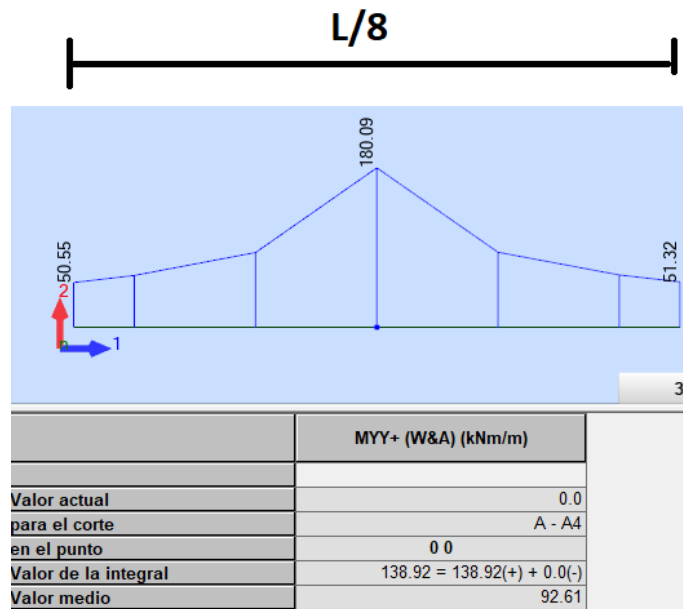 L/8
180.09
50.55
51.32
2
1
3
MYY+ (W&A) (kNm/m)
Valor actual 0.0
para el corte A - A4
en el punto 0 0
Valor de la integral 138.92 = 138.92(+) + 0.0(-)
Valor medio 92.61